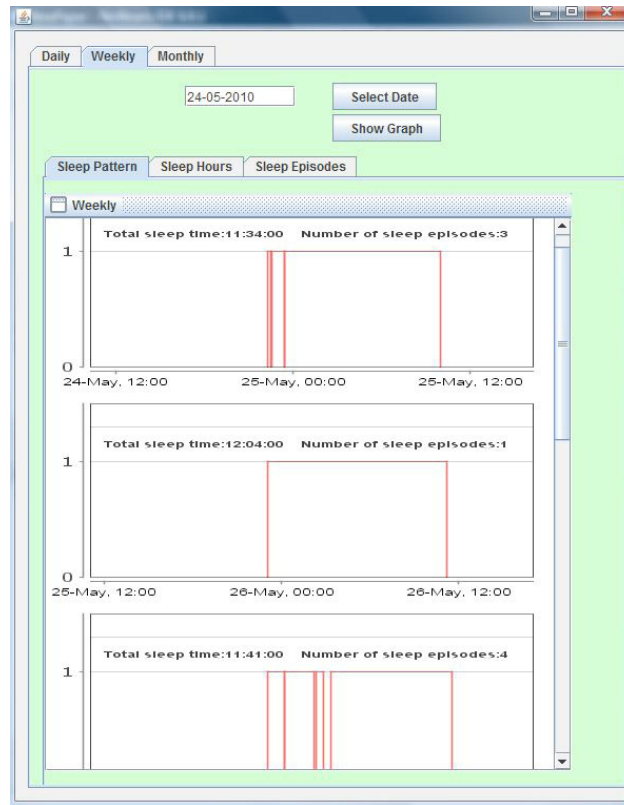 Daily Weekly Monthly
24-05-2010 Select Date
Show Graph
Sleep Pattern Sleep Hours Sleep Episodes
Weekly
Total sleep time:11:34:00 Number of sleep episodes:3
1
0
24-May, 12:00 25-May, 00:00 25-May, 12:00
Total sleep time:12:04:00 Number of sleep episodes:1
1
0
25-May, 12:00 26-May, 00:00 26-May, 12:00
Total sleep time:11:41:00 Number of sleep episodes:4
1